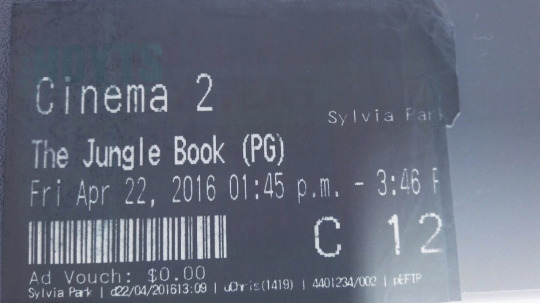 HOYTS
Cinema 2
Sylvia Park
The Jungle Book (PG)
Fri Apr 22, 2016 01:45 p.m. - 3:46 P
C 12
Ad Vouch: $0.00
Sylvia Park | d22/04/201613:09 | uChris(1419) | 4401234/002 | pEFTP